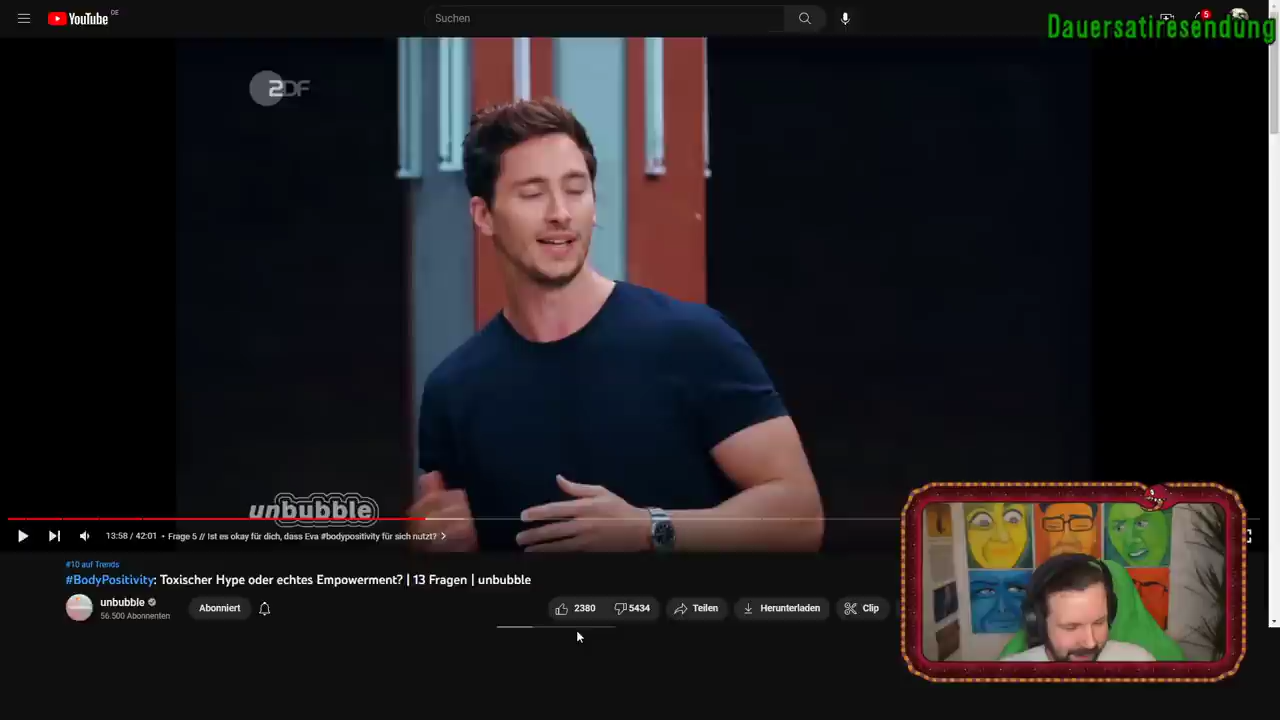 YouTube DE
Suchen
5
Dauersatiresendung
ZDF
unbubble
13:58 / 42:01 • Frage 5 // Ist es okay für dich, dass Eva #bodypositivity für sich nutzt?
#10 auf Trends
#BodyPositivity: Toxischer Hype oder echtes Empowerment? | 13 Fragen | unbubble
unbubble
56.500 Abonnenten
Abonniert
2380
5434
Teilen
Herunterladen
Clip